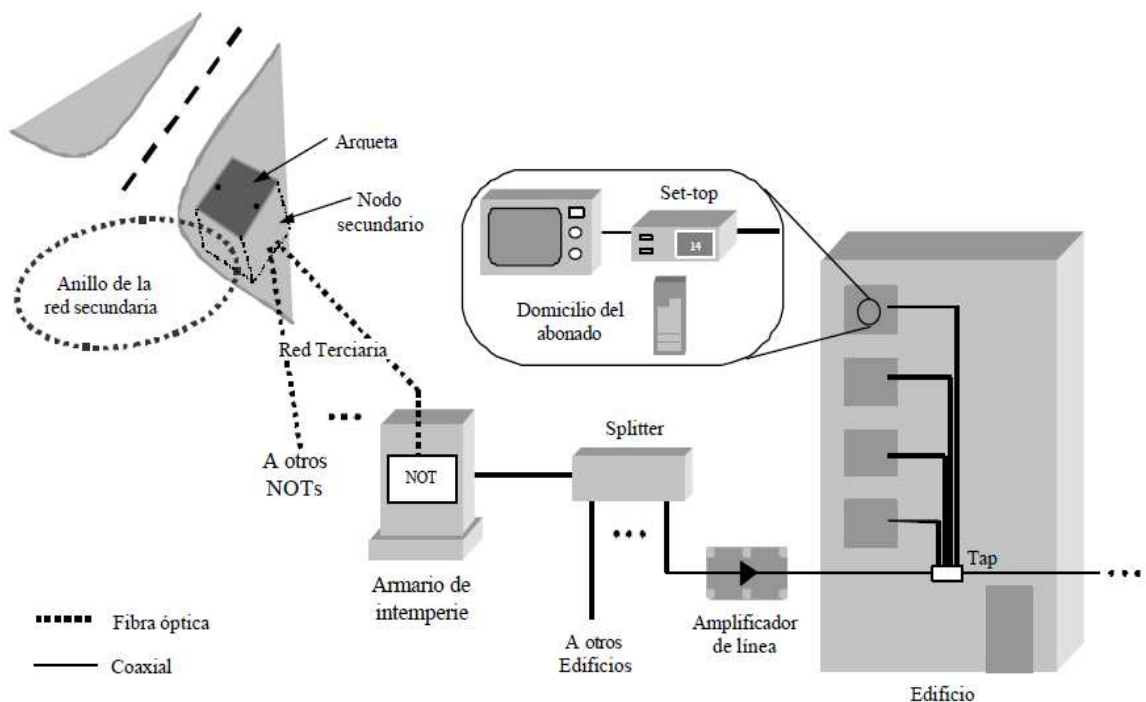 Arqueta
Nodo
secundario
Anillo de la
red secundaria
Red Terciaria
A otros
NOTs
NOT
Armario de
intemperie
Set-top
14
Domicilio del
abonado
Splitter
A otros
Edificios
Amplificador
de línea
Tap
Edificio
Fibra óptica
Coaxial